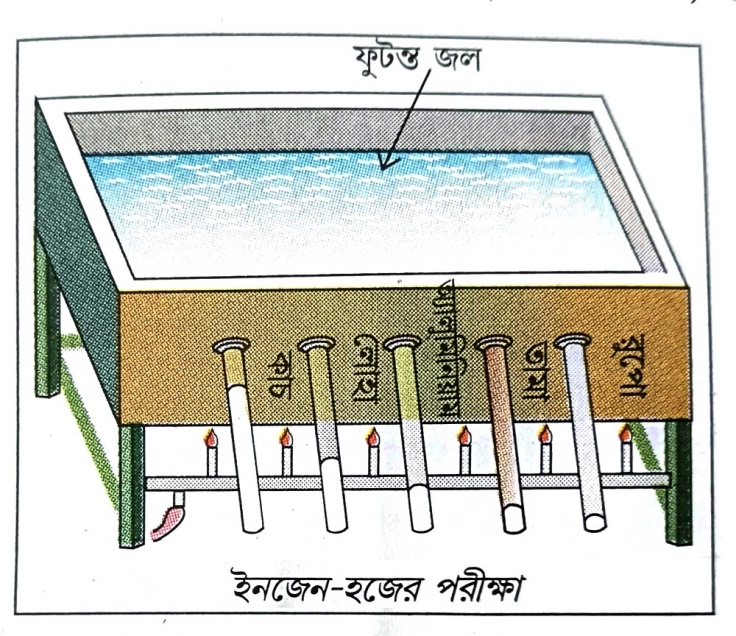 ফুটন্ত জল
কাচ
লোহা
অ্যালুমিনিয়াম
তামা
রুপো
ইনজেন-হজের পরীক্ষা